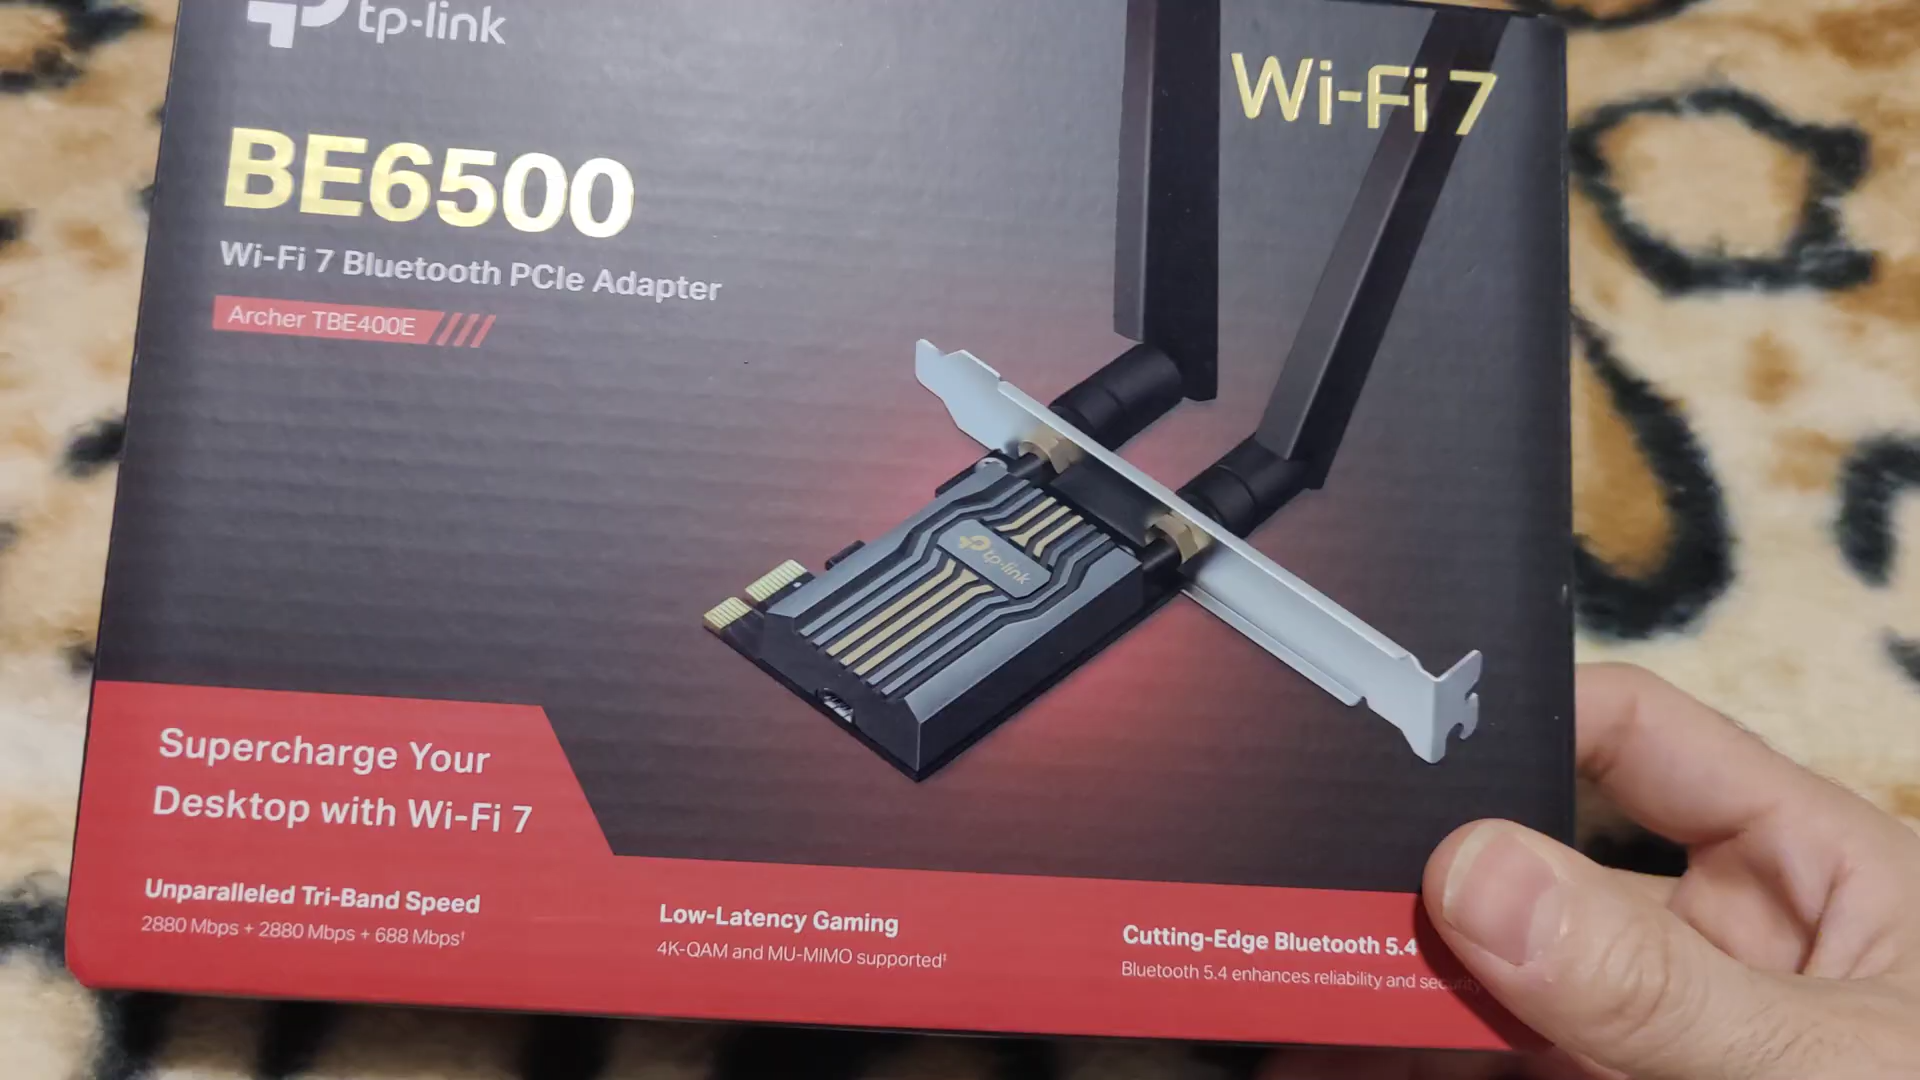 tp-link
Wi-Fi 7
BE6500
Wi-Fi 7 Bluetooth PCIe Adapter
Archer TBE400E
tp-link
Supercharge Your
Desktop with Wi-Fi 7
Unparalleled Tri-Band Speed
2880 Mbps + 2880 Mbps + 688 Mbps†
Low-Latency Gaming
4K-QAM and MU-MIMO supported‡
Cutting-Edge Bluetooth 5.4
Bluetooth 5.4 enhances reliability and security